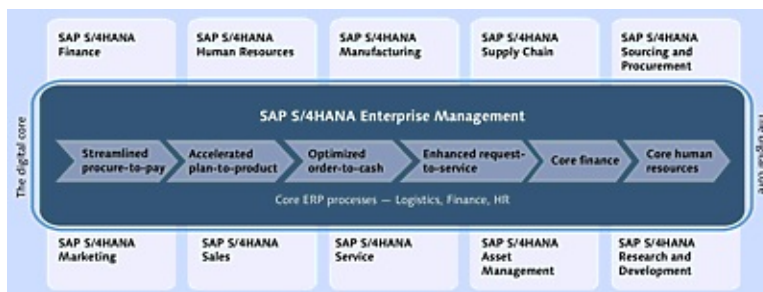 SAP S/4HANA
Finance
SAP S/4HANA
Human Resources
SAP S/4HANA
Manufacturing
SAP S/4HANA
Supply Chain
SAP S/4HANA
Sourcing and
Procurement
The digital core
SAP S/4HANA Enterprise Management
Streamlined
procure-to-pay
Accelerated
plan-to-product
Optimized
order-to-cash
Enhanced request-
to-service
Core finance
Core human
resources
Core ERP processes — Logistics, Finance, HR
The digital core
SAP S/4HANA
Marketing
SAP S/4HANA
Sales
SAP S/4HANA
Service
SAP S/4HANA
Asset
Management
SAP S/4HANA
Research and
Development